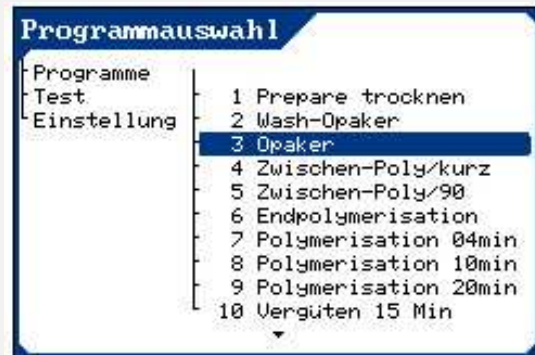 Programmauswahl
Programme
Test
Einstellung
1 Prepare trocknen
2 Wash-Opaker
3 Opaker
4 Zwischen-Poly/kurz
5 Zwischen-Poly/90
6 Endpolymerisation
7 Polymerisation 04min
8 Polymerisation 10min
9 Polymerisation 20min
10 Vergüten 15 Min